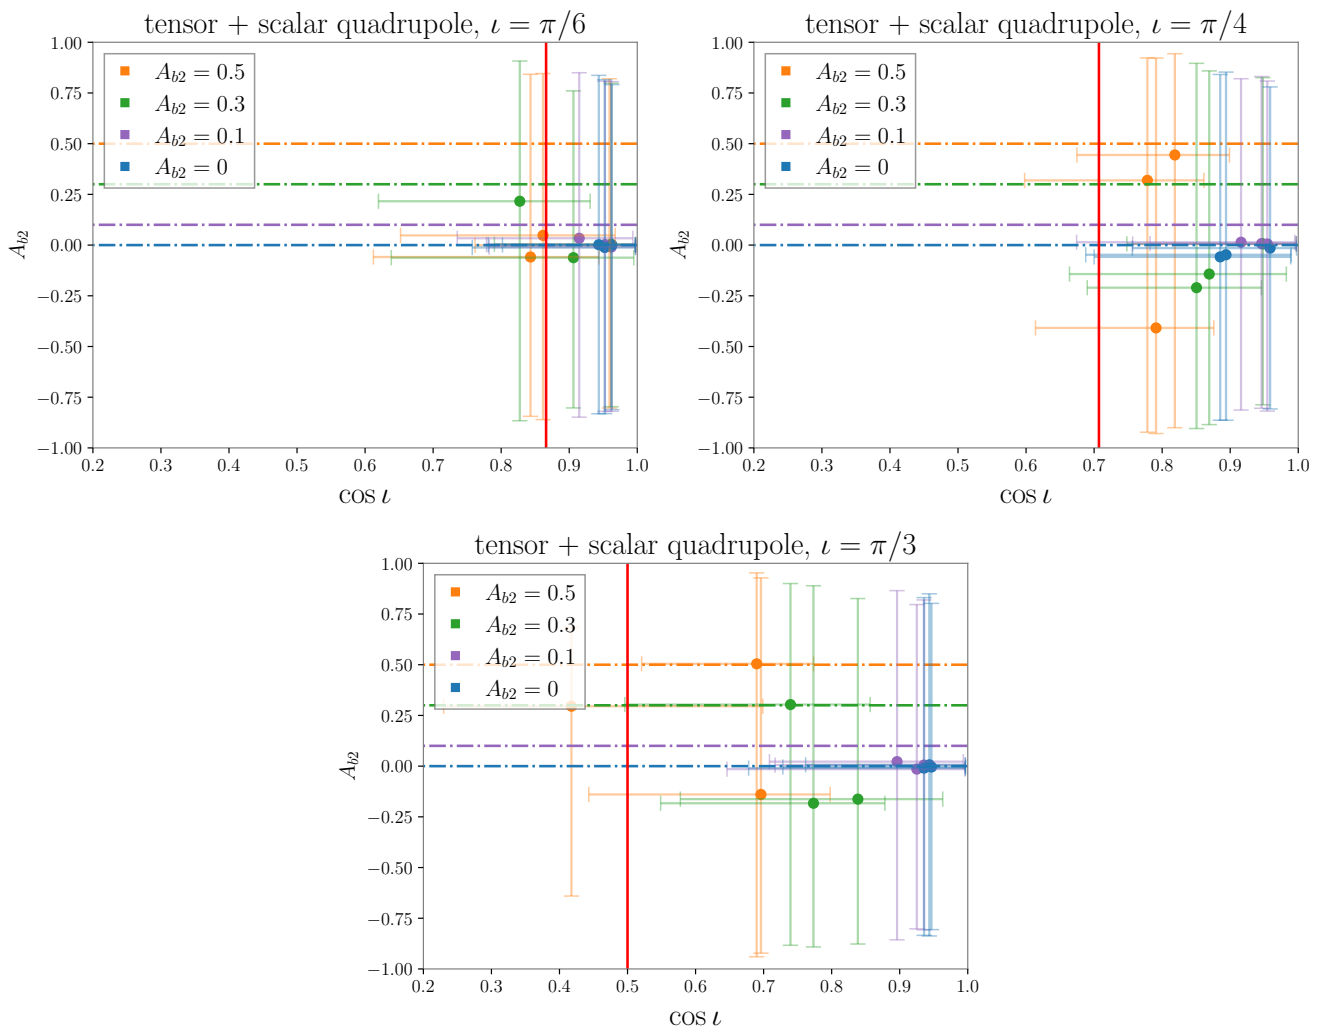 tensor + scalar quadrupole, ι = π/6
1.00
0.75
0.50
0.25
0.00
−0.25
−0.50
−0.75
−1.00
A_{b2}
A_{b2} = 0.5
A_{b2} = 0.3
A_{b2} = 0.1
A_{b2} = 0
0.2 0.3 0.4 0.5 0.6 0.7 0.8 0.9 1.0
cos ι
tensor + scalar quadrupole, ι = π/4
1.00
0.75
0.50
0.25
0.00
−0.25
−0.50
−0.75
−1.00
A_{b2}
A_{b2} = 0.5
A_{b2} = 0.3
A_{b2} = 0.1
A_{b2} = 0
0.2 0.3 0.4 0.5 0.6 0.7 0.8 0.9 1.0
cos ι
tensor + scalar quadrupole, ι = π/3
1.00
0.75
0.50
0.25
0.00
−0.25
−0.50
−0.75
−1.00
A_{b2}
A_{b2} = 0.5
A_{b2} = 0.3
A_{b2} = 0.1
A_{b2} = 0
0.2 0.3 0.4 0.5 0.6 0.7 0.8 0.9 1.0
cos ι